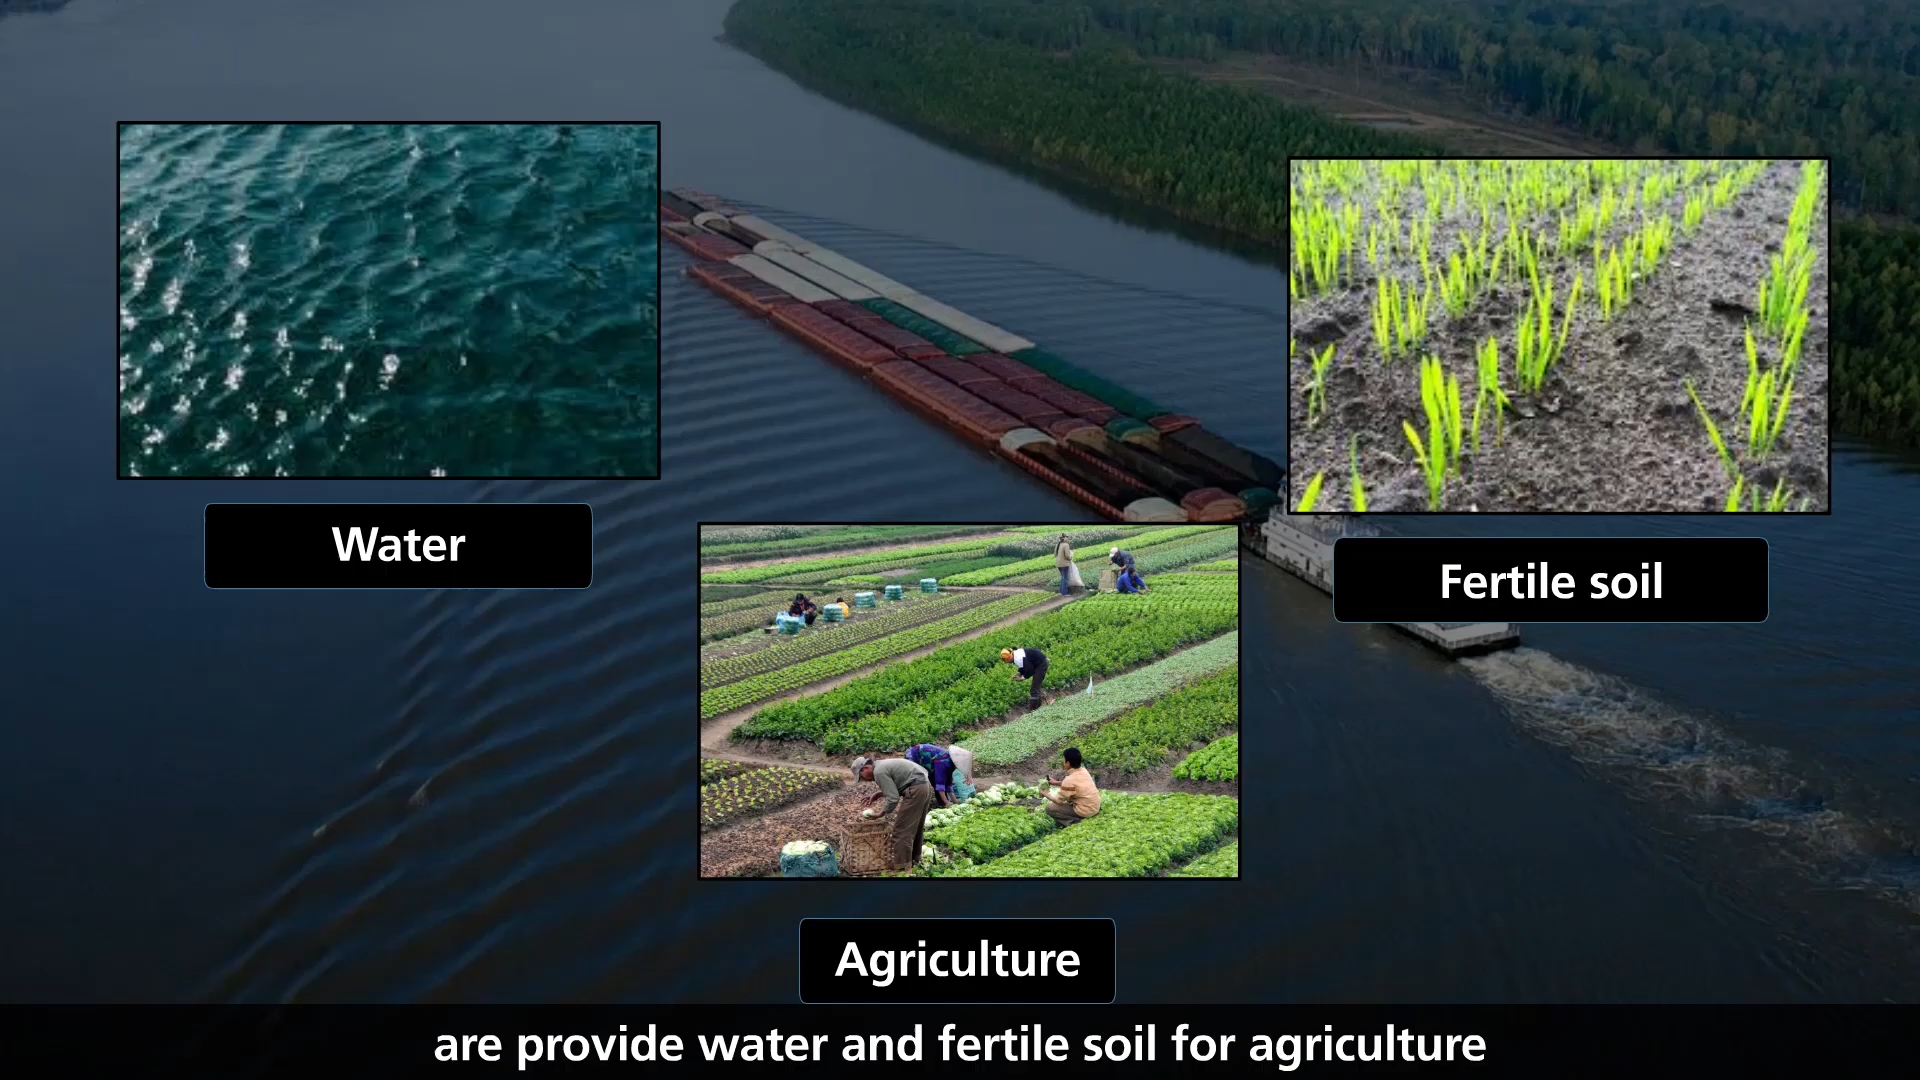 Water
Fertile soil
Agriculture
are provide water and fertile soil for agriculture